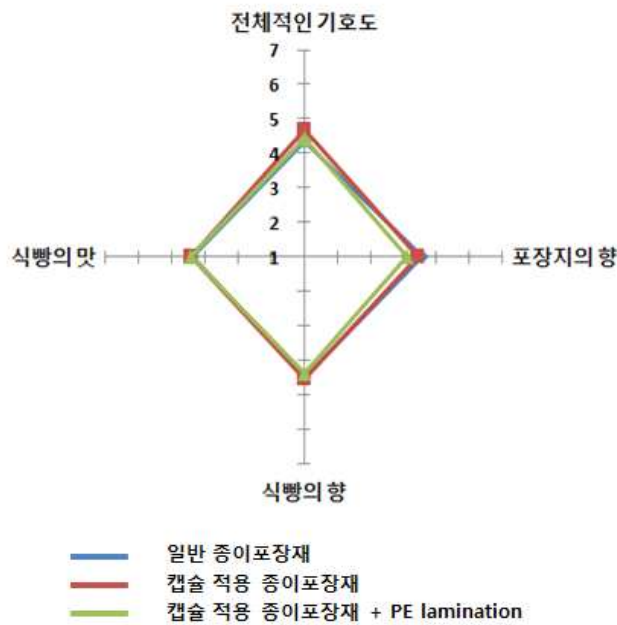 전체적인 기호도
7
6
5
4
3
2
1
식빵의 맛
포장지의 향
식빵의 향
일반 종이포장재
캡슐 적용 종이포장재
캡슐 적용 종이포장재 + PE lamination